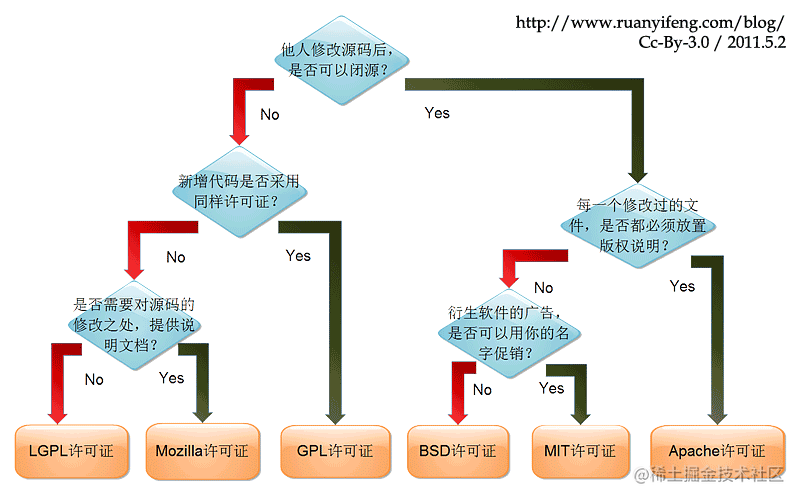 http://www.ruanyifeng.com/blog/
Cc-By-3.0 / 2011.5.2
他人修改源码后，
是否可以闭源？
No
Yes
新增代码是否采用
同样许可证？
每一个修改过的文
件，是否都必须放置
版权说明？
No
Yes
No
Yes
是否需要对源码的
修改之处，提供说
明文档？
衍生软件的广告，
是否可以用你的名
字促销？
No
Yes
No
Yes
LGPL许可证
Mozilla许可证
GPL许可证
BSD许可证
MIT许可证
Apache许可证
@稀土掘金技术社区